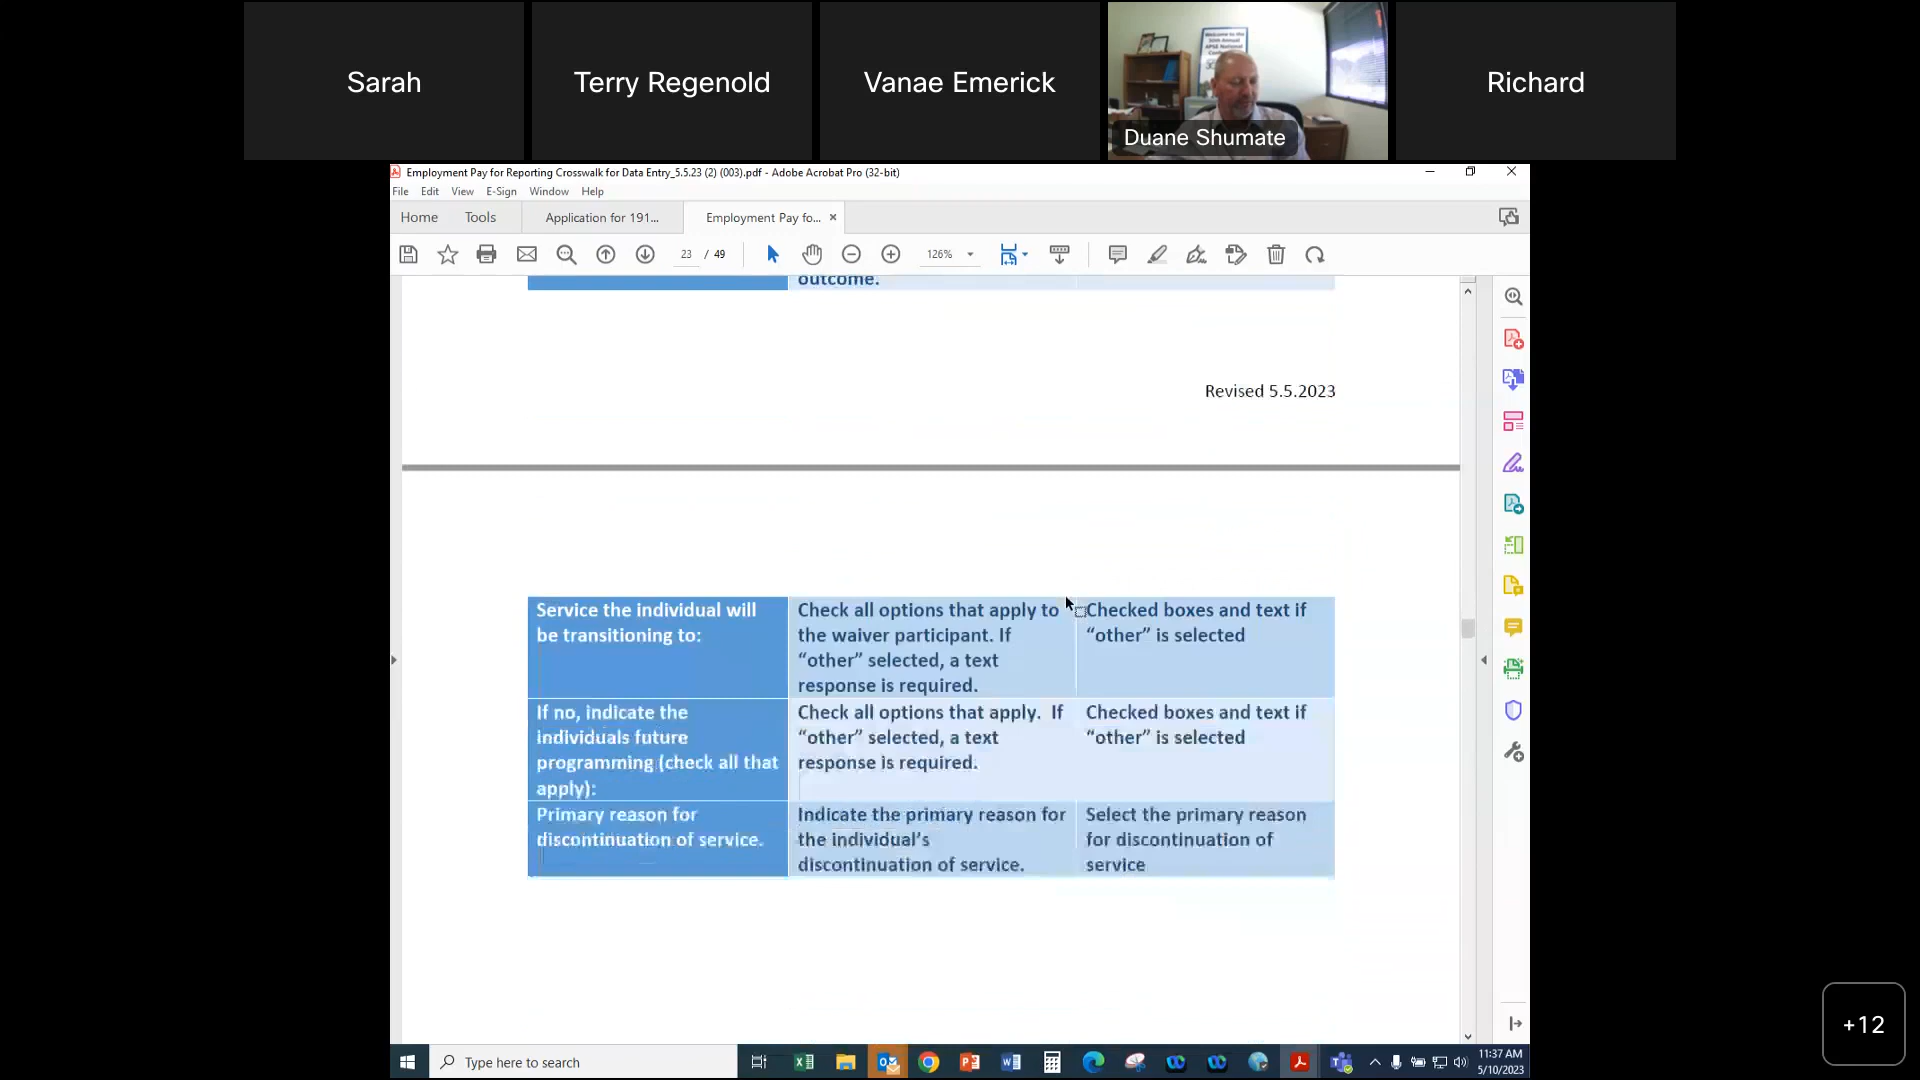 Sarah
Terry Regenold
Vanae Emerick
Welcome to the
APSE National
Duane Shumate
Richard
Employment Pay for Reporting Crosswalk for Data Entry_5.5.23 (2) (003).pdf - Adobe Acrobat Pro (32-bit)
File Edit View E-Sign Window Help
Home Tools Application for 191... Employment Pay fo... ×
23 / 49 126%
outcome.
Revised 5.5.2023
Service the individual will
be transitioning to:
Check all options that apply to
the waiver participant. If
“other” selected, a text
response is required.
Checked boxes and text if
“other” is selected
If no, indicate the
individuals future
programming (check all that
apply):
Check all options that apply. If
“other” selected, a text
response is required.
Checked boxes and text if
“other” is selected
Primary reason for
discontinuation of service.
Indicate the primary reason for
the individual’s
discontinuation of service.
Select the primary reason
for discontinuation of
service
+12
Type here to search
11:37 AM
5/10/2023